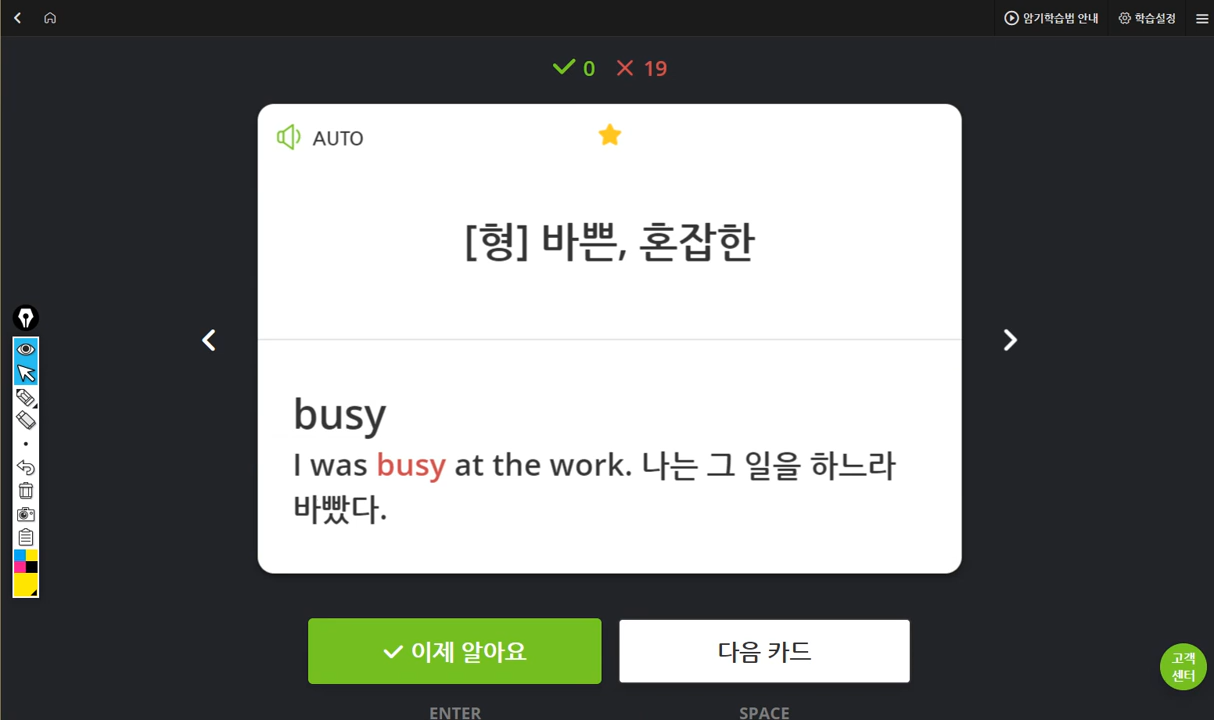 암기학습법 안내 학습설정
0 19
AUTO
[형] 바쁜, 혼잡한
busy
I was busy at the work. 나는 그 일을 하느라
바빴다.
이제 알아요 다음 카드
고객
센터
ENTER SPACE